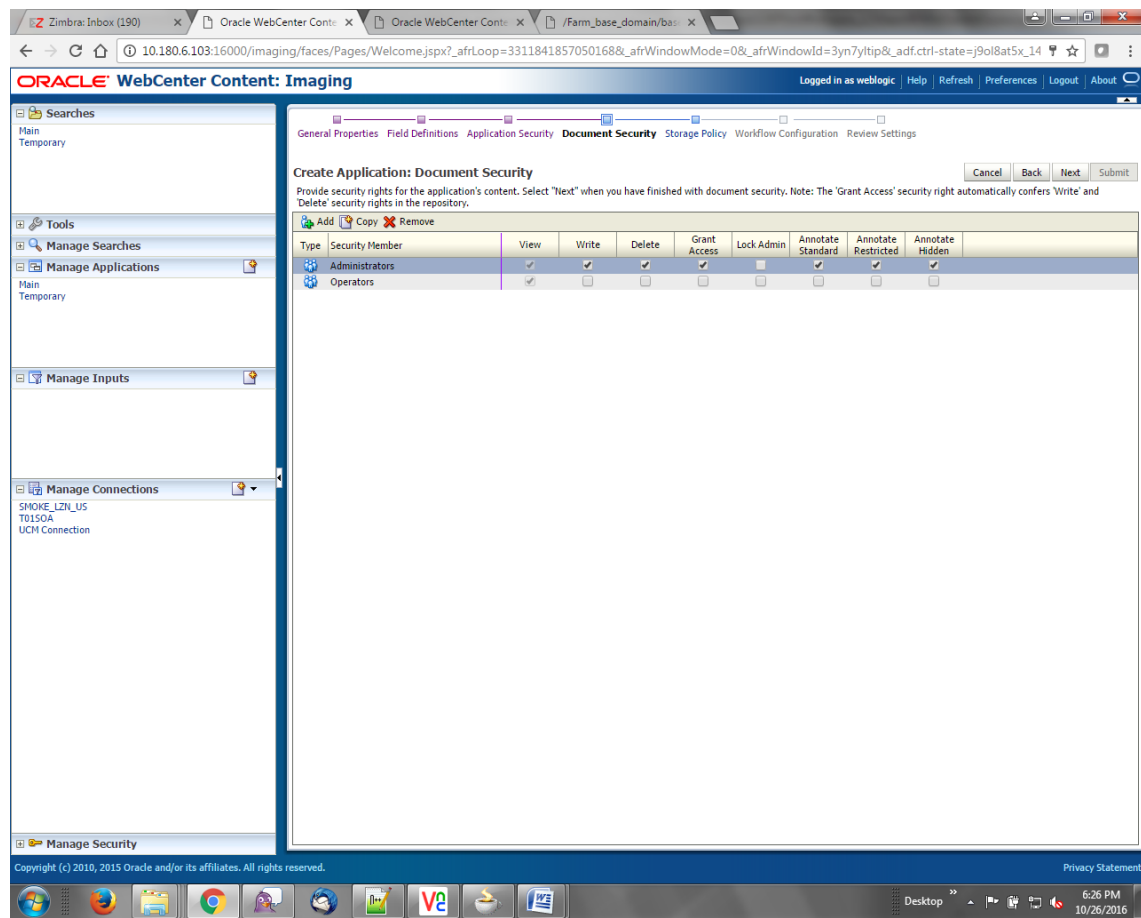 Zimbra: Inbox (190)
Oracle WebCenter Conte
Oracle WebCenter Conte
/Farm_base_domain/bas
10.180.6.103:16000/imaging/faces/Pages/Welcome.jspx?_afrLoop=3311841857050168&_afrWindowMode=0&_afrWindowId=3yn7yltip&_adf.ctrl-state=j9ol8at5x_14
ORACLE WebCenter Content: Imaging
Logged in as weblogic Help Refresh Preferences Logout About
Searches
Main
Temporary
Tools
Manage Searches
Manage Applications
Main
Temporary
Manage Inputs
Manage Connections
SMOKE_LZN_US
T01SOA
UCM Connection
Manage Security
General Properties Field Definitions Application Security Document Security Storage Policy Workflow Configuration Review Settings
Create Application: Document Security
Cancel Back Next Submit
Provide security rights for the application's content. Select "Next" when you have finished with document security. Note: The 'Grant Access' security right automatically confers 'Write' and
'Delete' security rights in the repository.
Add Copy Remove
Type Security Member View Write Delete Grant Access Lock Admin Annotate Standard Annotate Restricted Annotate Hidden
Administrators
Operators
Copyright (c) 2010, 2015 Oracle and/or its affiliates. All rights reserved.
Privacy Statement
Desktop
6:26 PM
10/26/2016